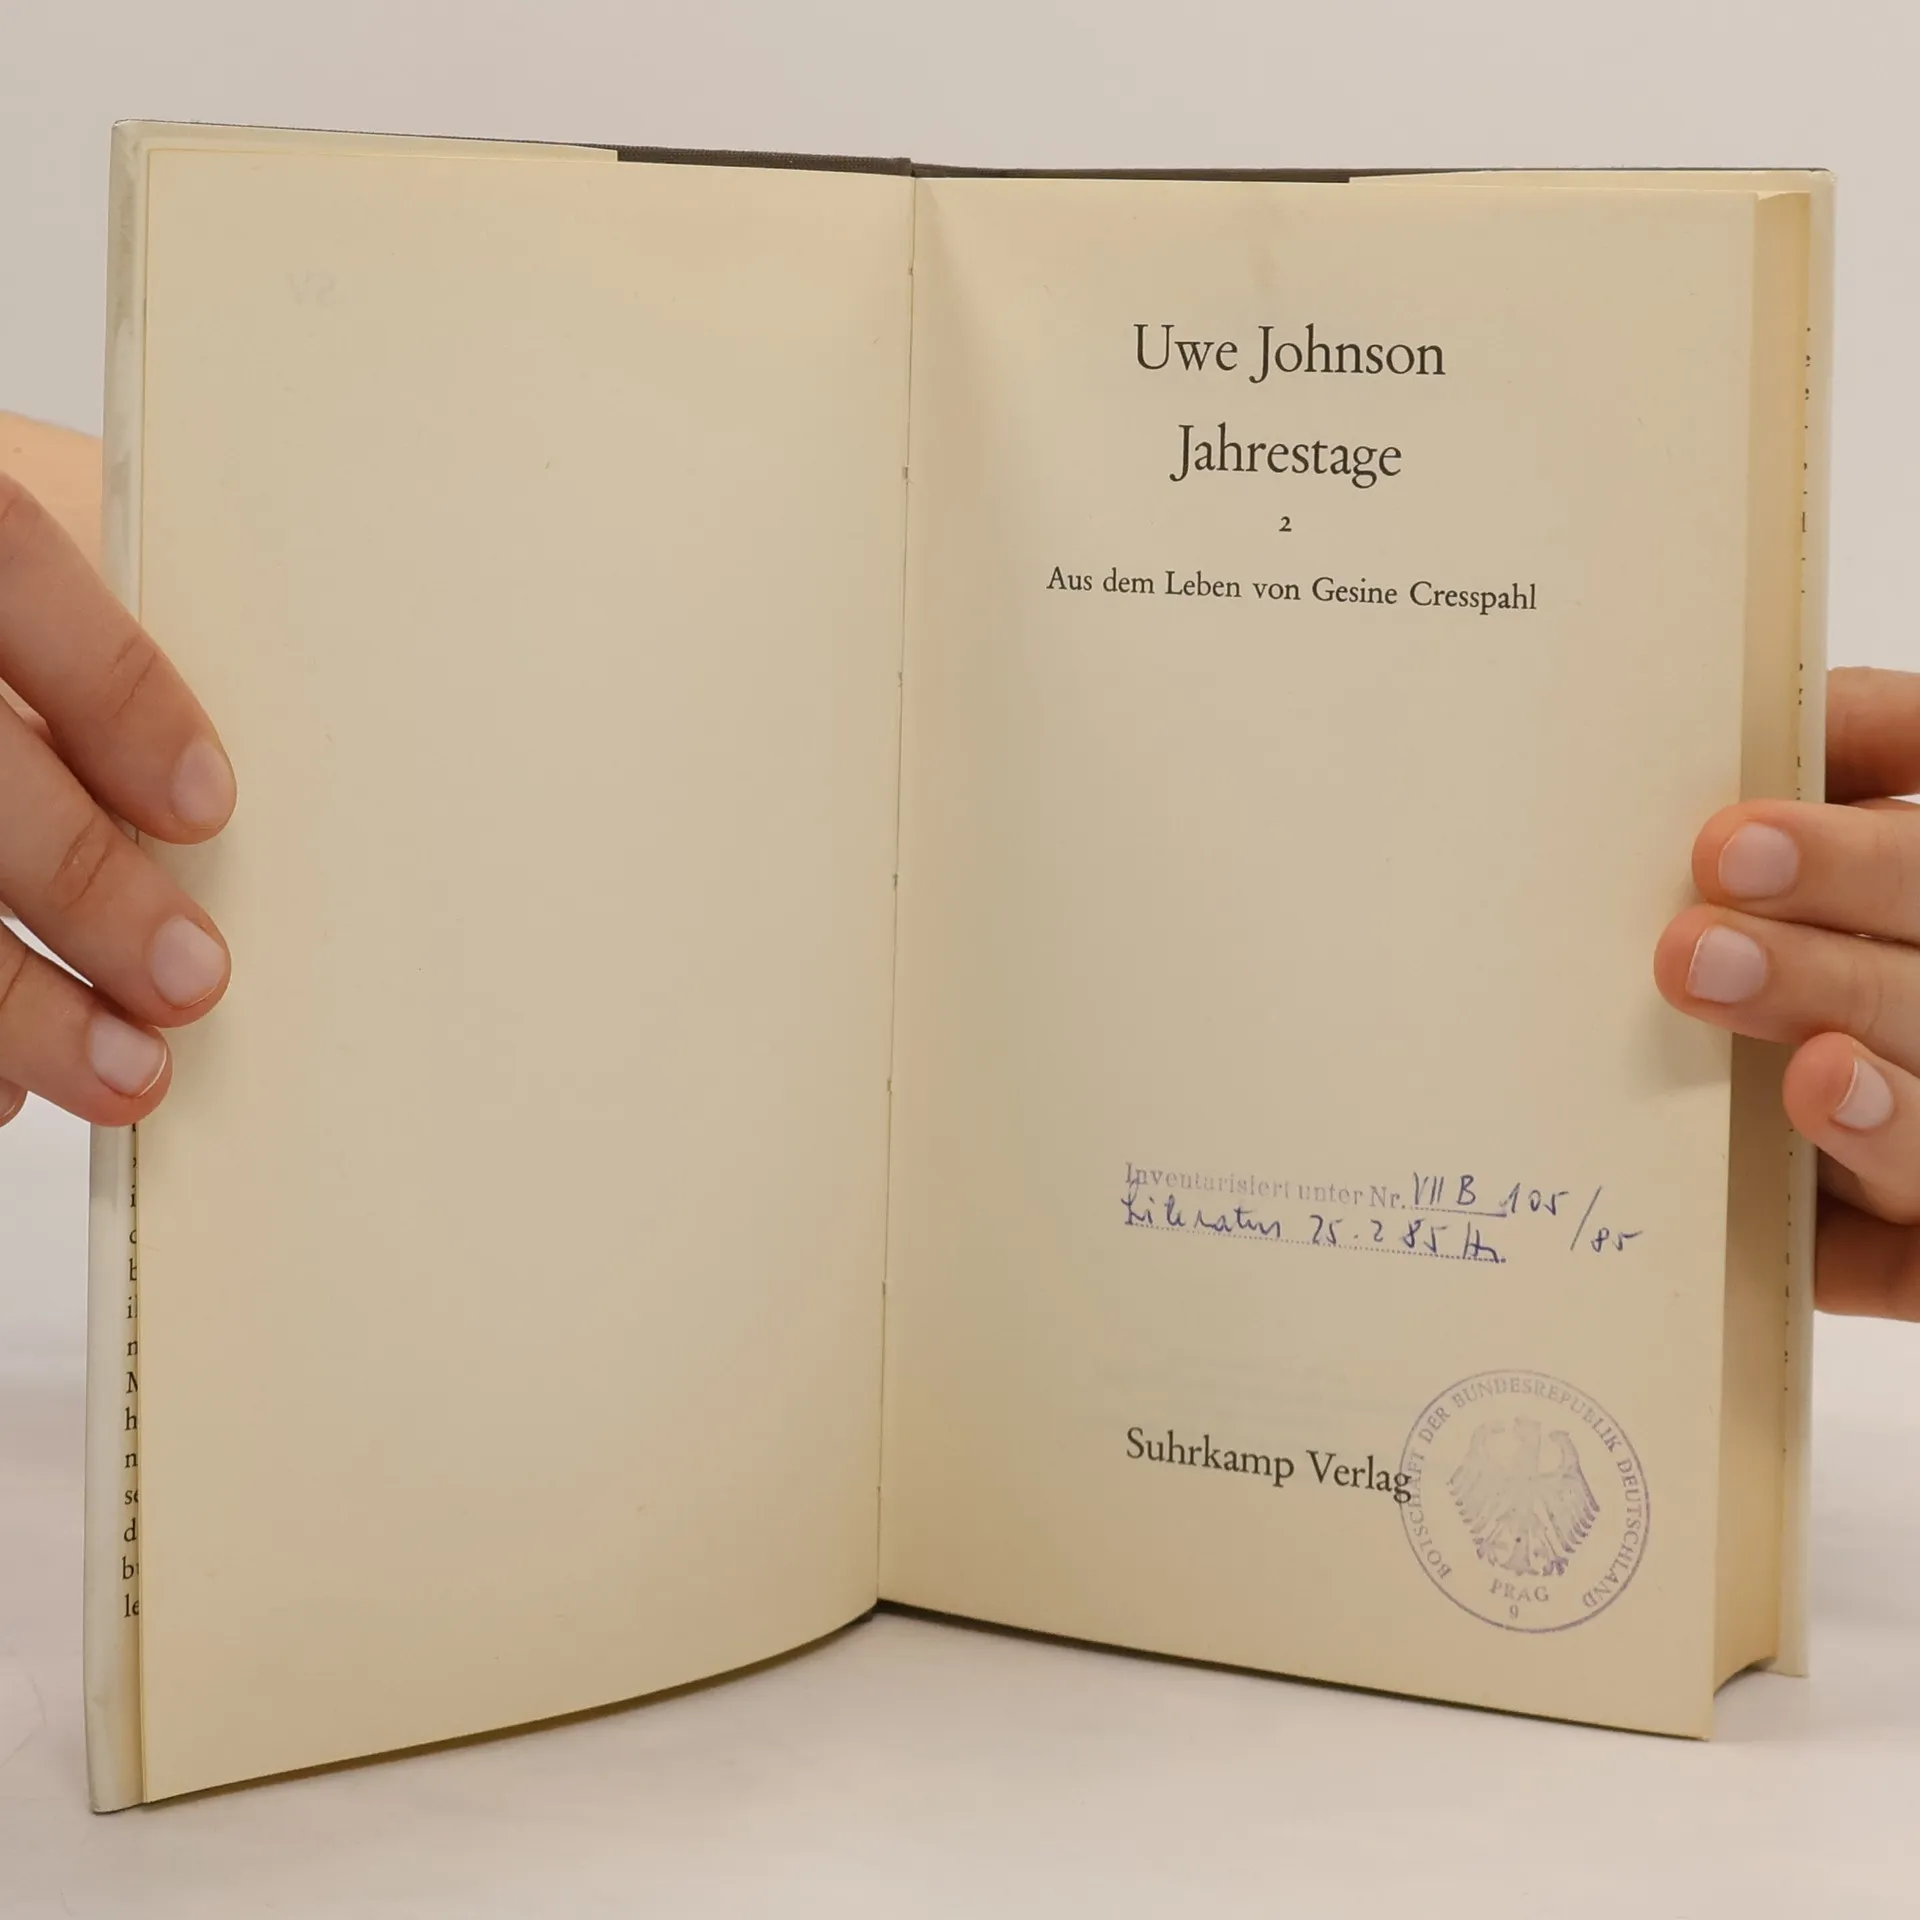 Uwe Johnson
Jahrestage
2
Aus dem Leben von Gesine Cresspahl
Inventarisiert unter Nr. VII B 105/85
Literatur 25.2 85
Suhrkamp Verlag
BOTSCHAFT DER BUNDESREPUBLIK DEUTSCHLAND
PRAG
9